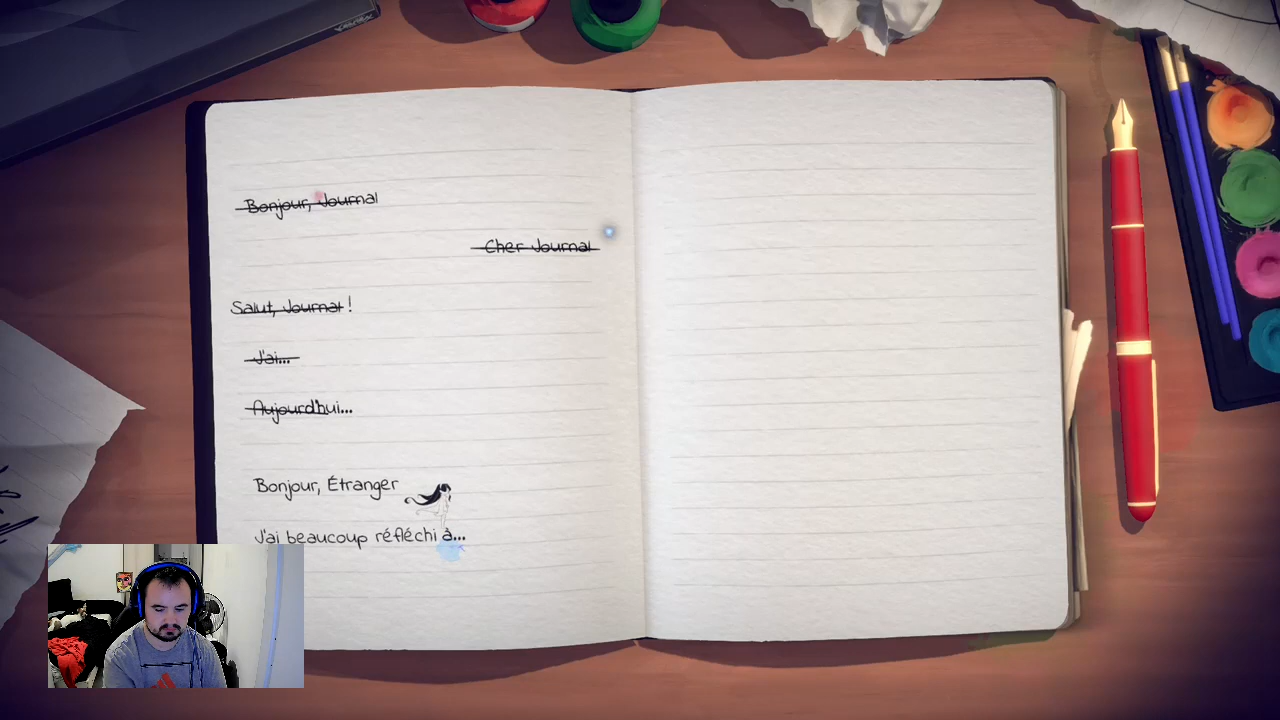 Bonjour, Journal
Cher Journal
Salut, Journal !
J'ai...
Aujourd'hui...
Bonjour, Étranger
J'ai beaucoup réfléchi à...